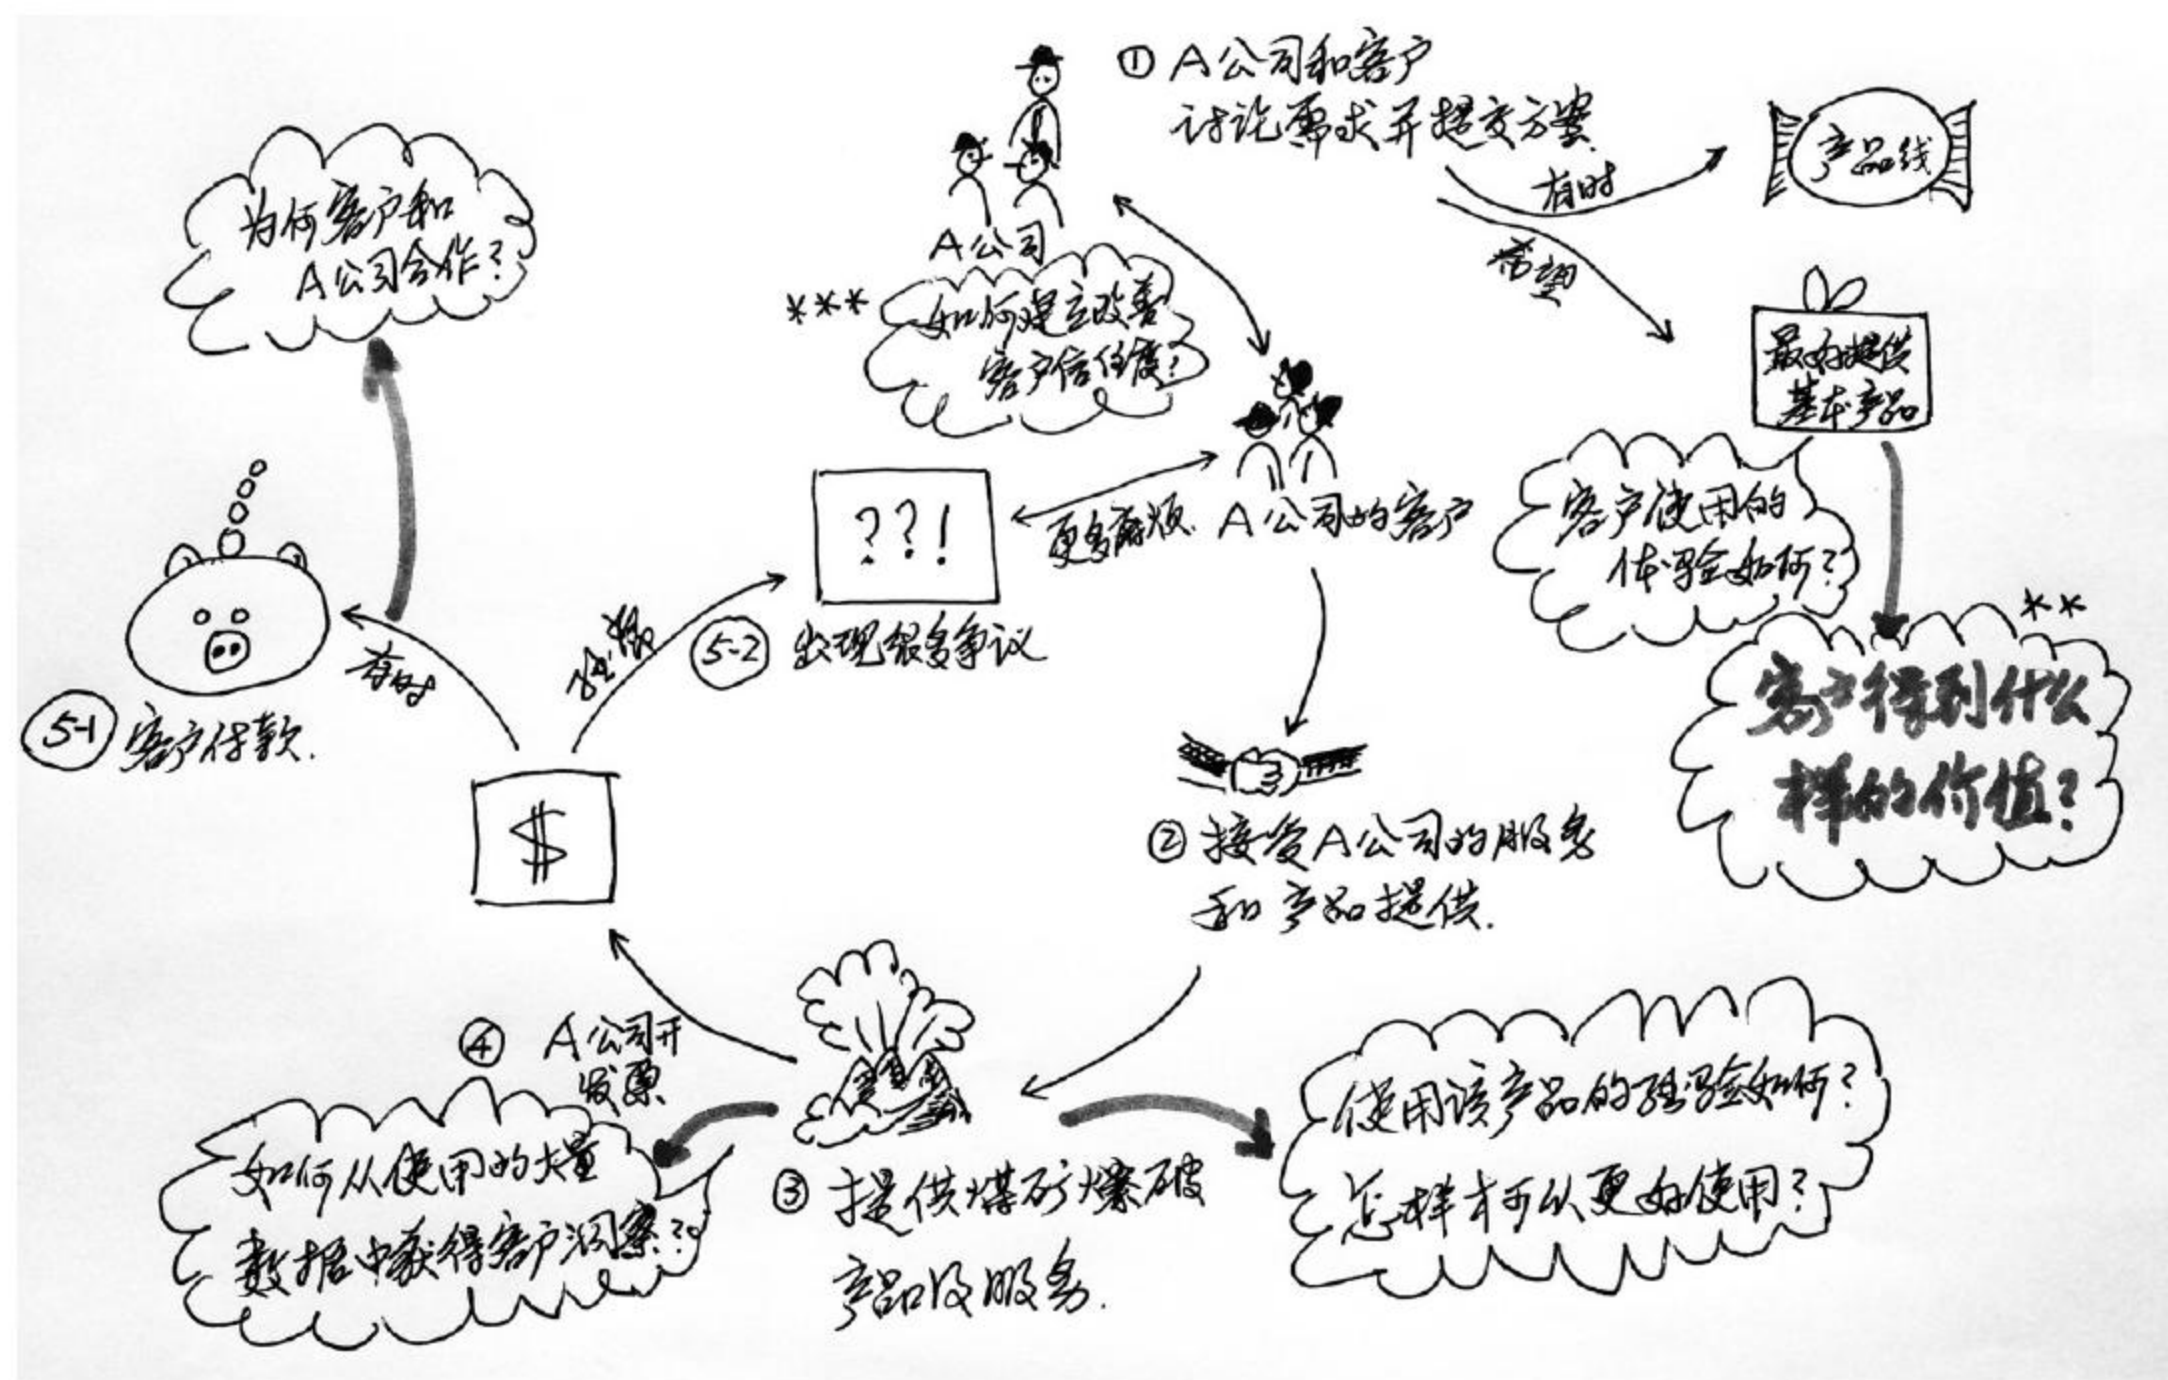 ① A公司和客户
讨论需求并提交方案.
有时
产品线
希望
最好提供
基本产品
为何客户和
A公司合作?
A公司
***
如何建立改善
客户信任度?
??!
更多麻烦
A公司的客户
客户使用的
体验如何?
**
客户得到什么
样的价值?
5-1 客户付款.
有时
经常
5-2 出现很多争议
$
② 接受A公司的服务
和产品提供.
④ A公司开
发票
如何从使用的大量
数据中获得客户洞察?
③ 提供煤矿爆破
产品及服务.
使用该产品的经验如何?
怎样才可以更好使用?